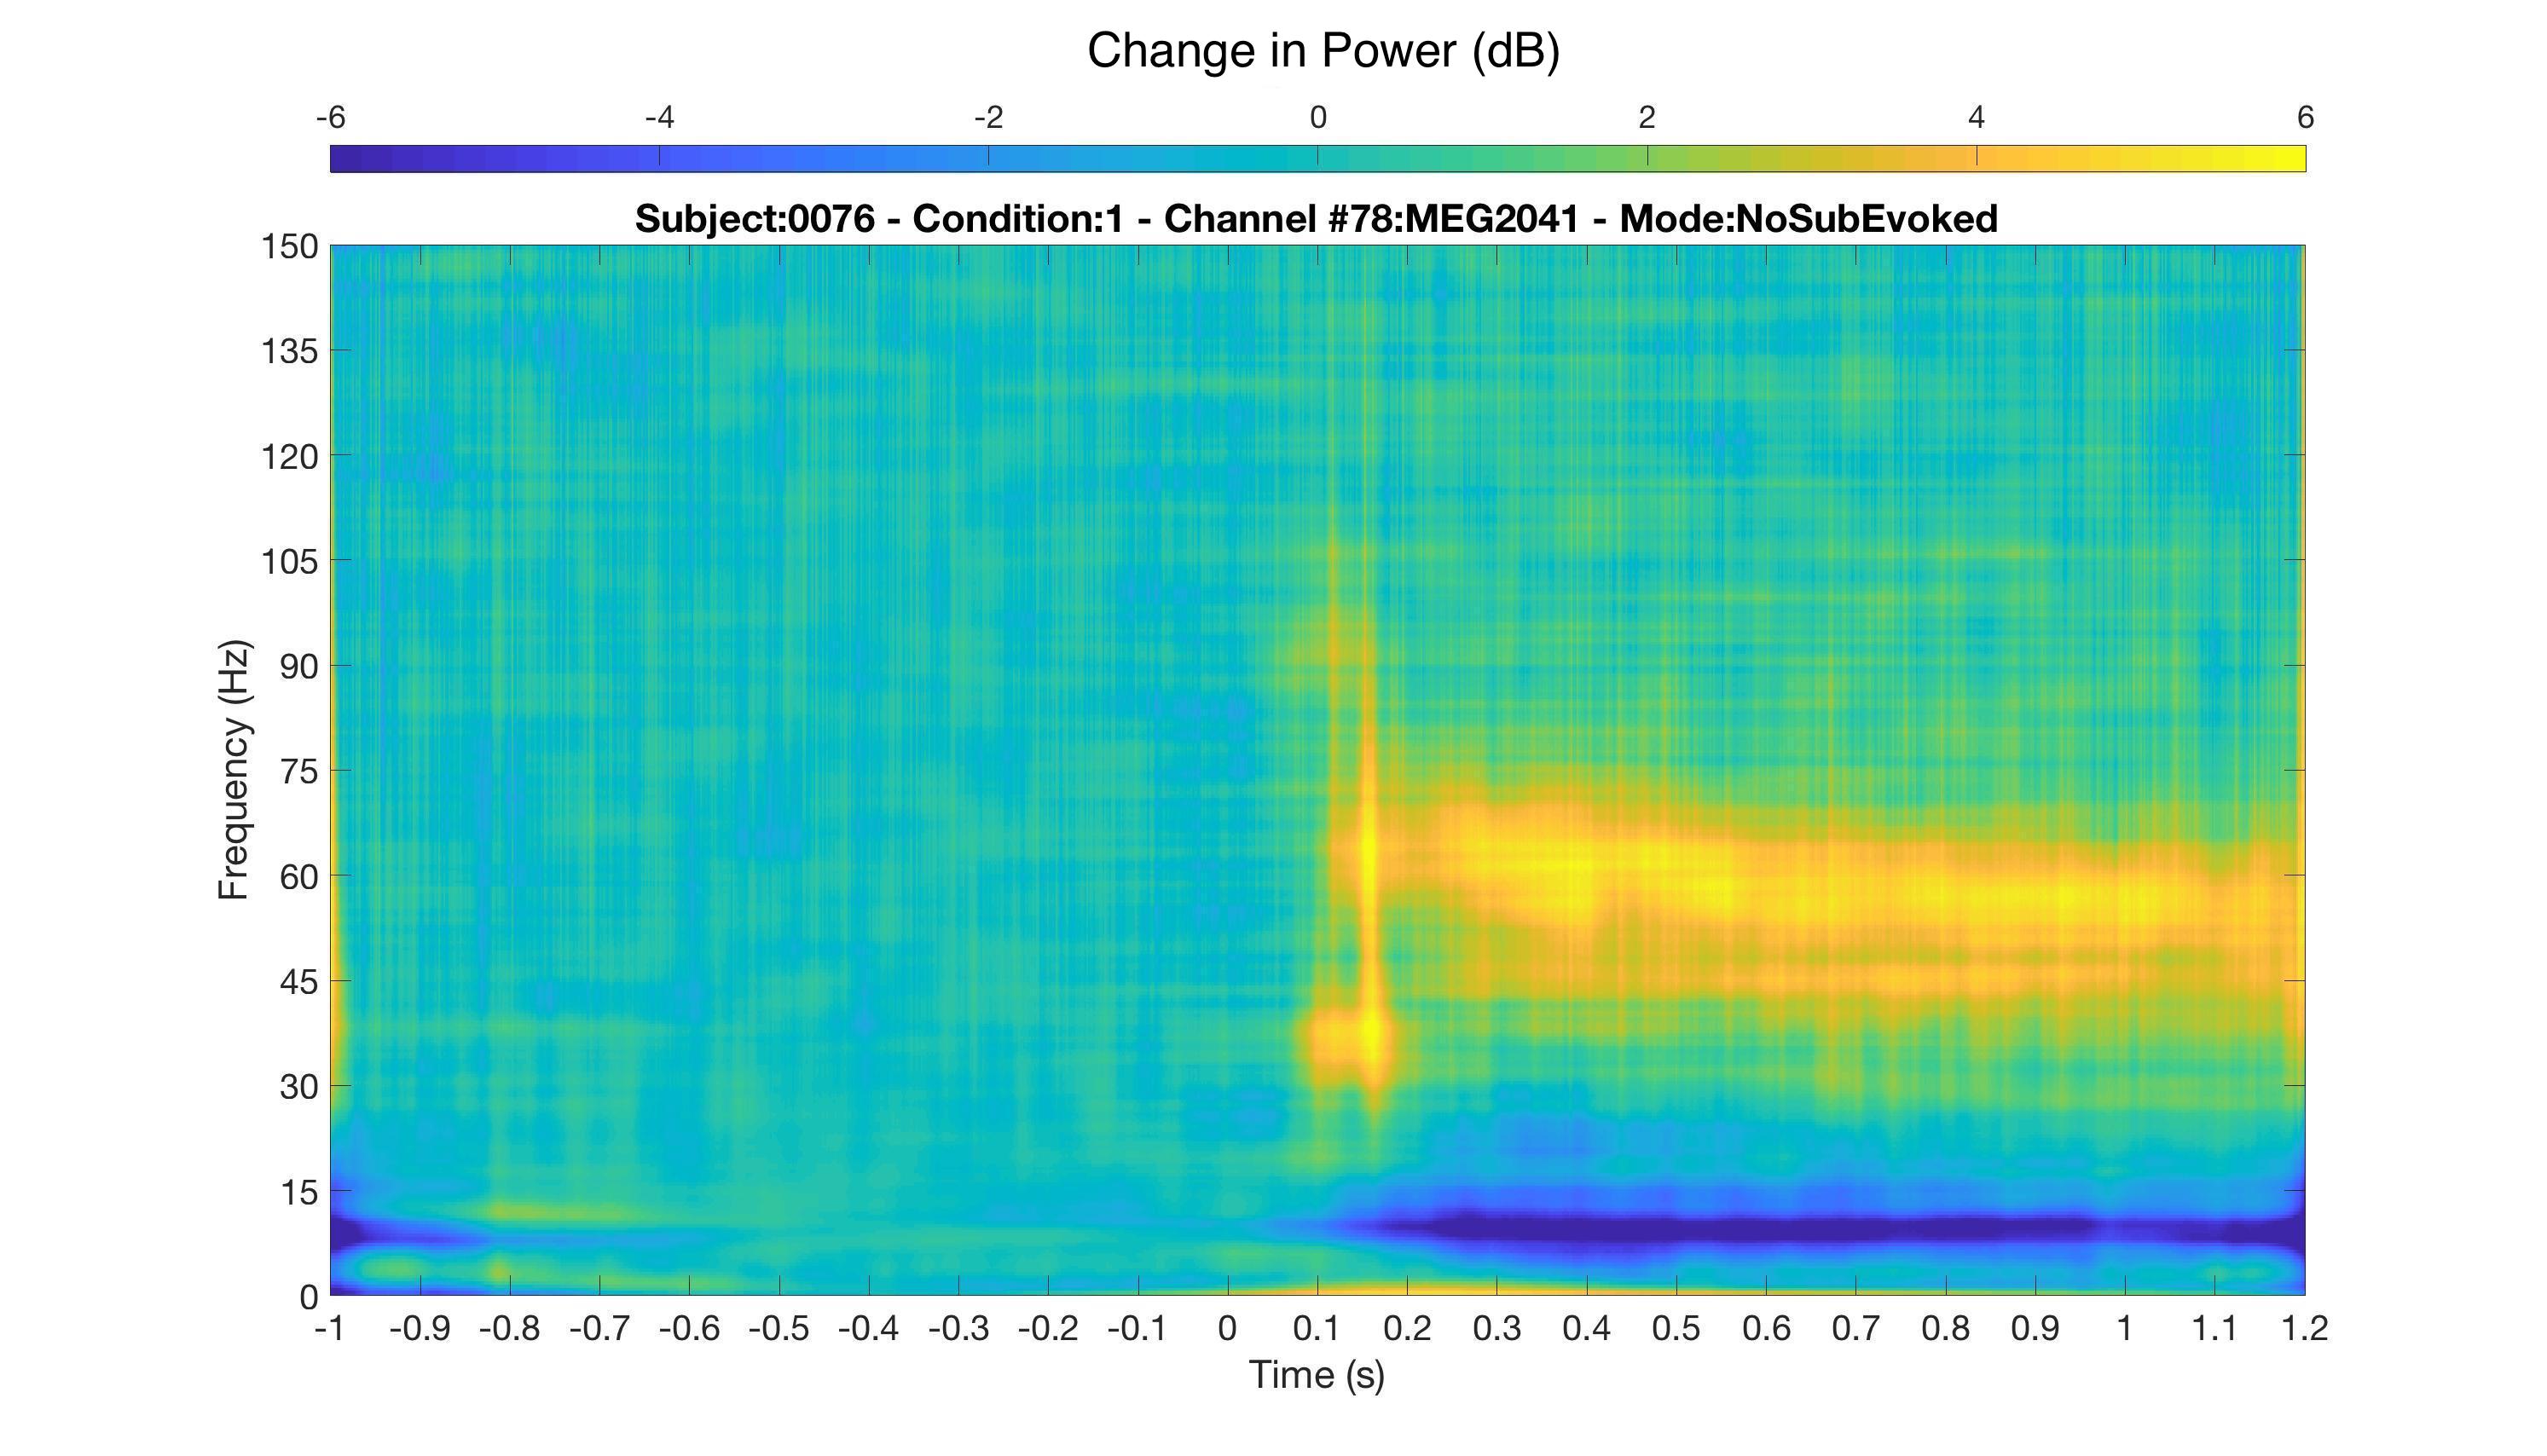 Change in Power (dB)
-6 -4 -2 0 2 4 6
Subject:0076 - Condition:1 - Channel #78:MEG2041 - Mode:NoSubEvoked
150
135
120
105
90
75
60
45
30
15
0
Frequency (Hz)
-1 -0.9 -0.8 -0.7 -0.6 -0.5 -0.4 -0.3 -0.2 -0.1 0 0.1 0.2 0.3 0.4 0.5 0.6 0.7 0.8 0.9 1 1.1 1.2
Time (s)